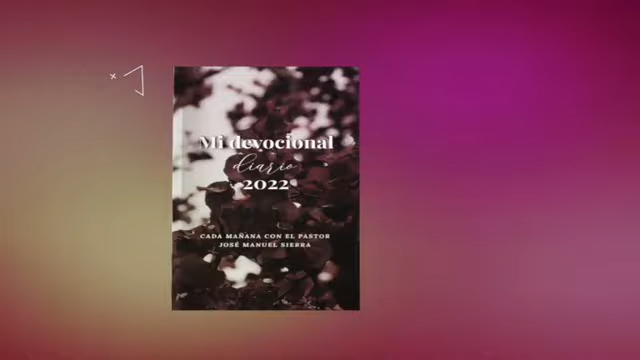 Mi devocional
diario
2022
CADA MAÑANA CON EL PASTOR
JOSÉ MANUEL SIERRA